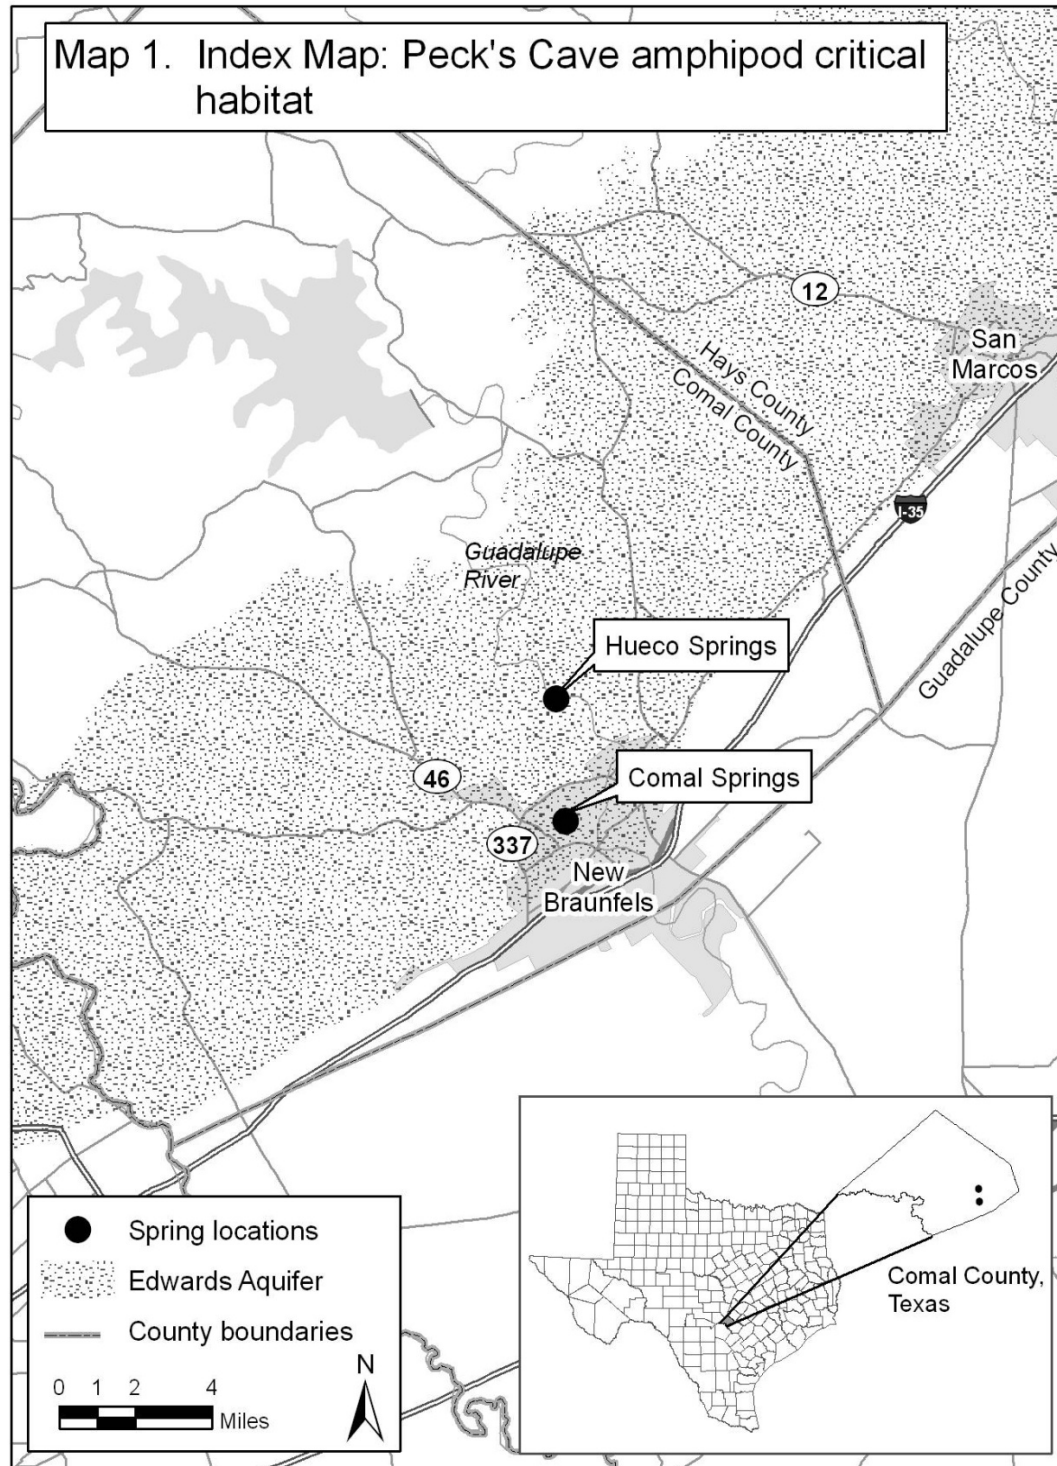 Map 1. Index Map: Peck's Cave amphipod critical
habitat
12
San
Marcos
Hays County
Comal County
I-35
Guadalupe
River
Guadalupe County
Hueco Springs
Comal Springs
46
337
New
Braunfels
Spring locations
Edwards Aquifer
County boundaries
0 1 2 4
Miles
N
Comal County,
Texas